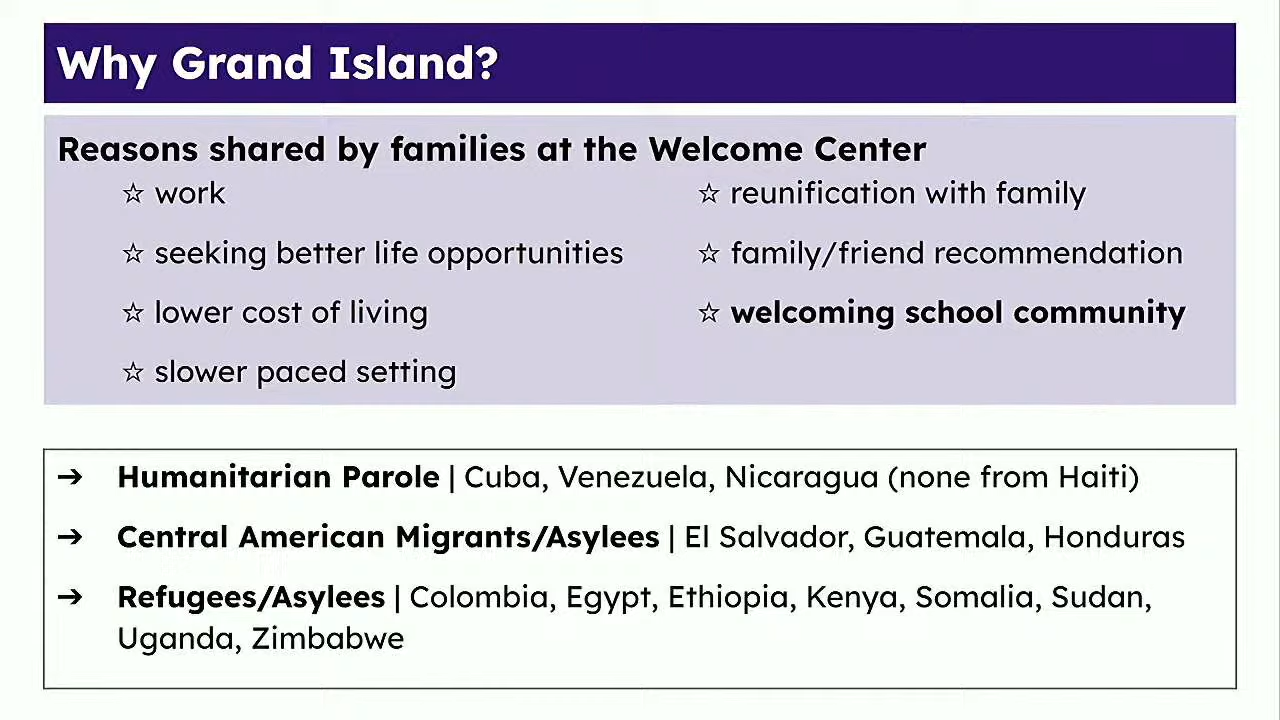 Why Grand Island?
Reasons shared by families at the Welcome Center
☆ work
☆ seeking better life opportunities
☆ lower cost of living
☆ slower paced setting
☆ reunification with family
☆ family/friend recommendation
☆ welcoming school community
➔ Humanitarian Parole | Cuba, Venezuela, Nicaragua (none from Haiti)
➔ Central American Migrants/Asylees | El Salvador, Guatemala, Honduras
➔ Refugees/Asylees | Colombia, Egypt, Ethiopia, Kenya, Somalia, Sudan,
Uganda, Zimbabwe